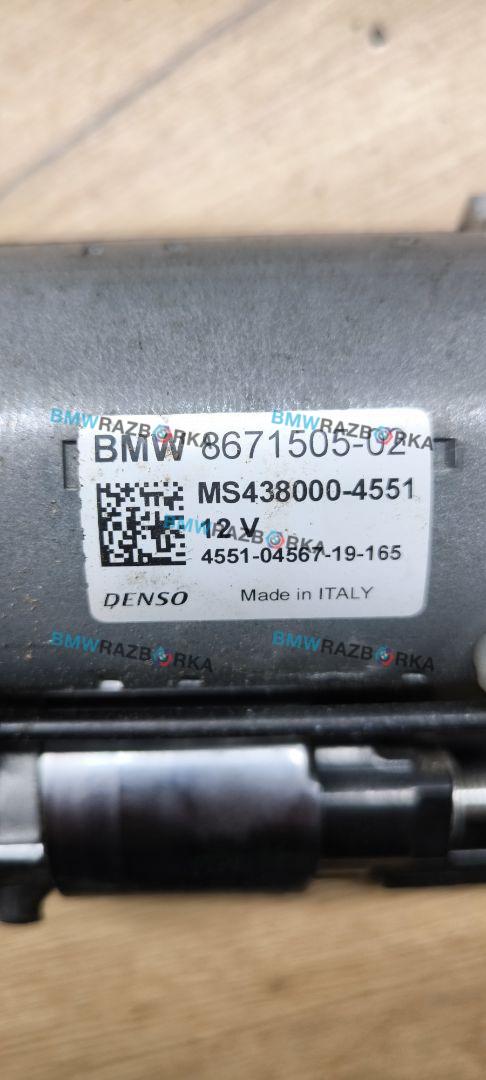 BMWRAZBORKA BMWRAZBORKA
BMW 8671505-02
MS438000-4551
12 V
BMWRAZBORKA
4551-04567-19-165
DENSO Made in ITALY
BMWRAZBORKA BMWRAZBORKA